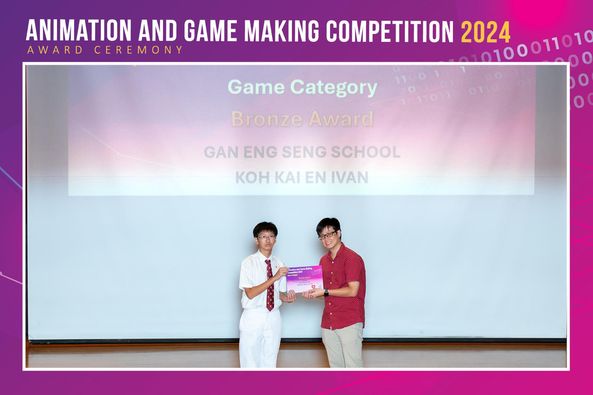 ANIMATION AND GAME MAKING COMPETITION 2024
AWARD CEREMONY
Game Category
Bronze Award
GAN ENG SENG SCHOOL
KOH KAI EN IVAN